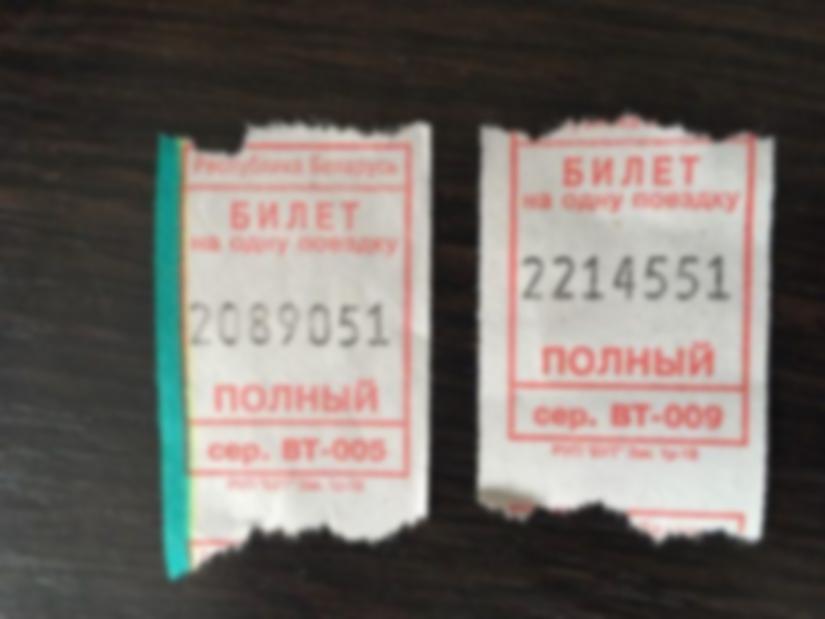 Республика Беларусь
БИЛЕТ
на одну поездку
2089051
ПОЛНЫЙ
сер. ВТ-005
БИЛЕТ
на одну поездку
2214551
ПОЛНЫЙ
сер. ВТ-009